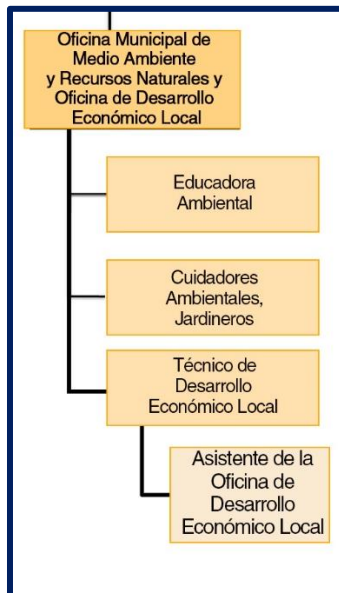 Oficina Municipal de
Medio Ambiente
y Recursos Naturales y
Oficina de Desarrollo
Económico Local
Educadora
Ambiental
Cuidadores
Ambientales,
Jardineros
Técnico de
Desarrollo
Económico Local
Asistente de la
Oficina de
Desarrollo
Económico Local